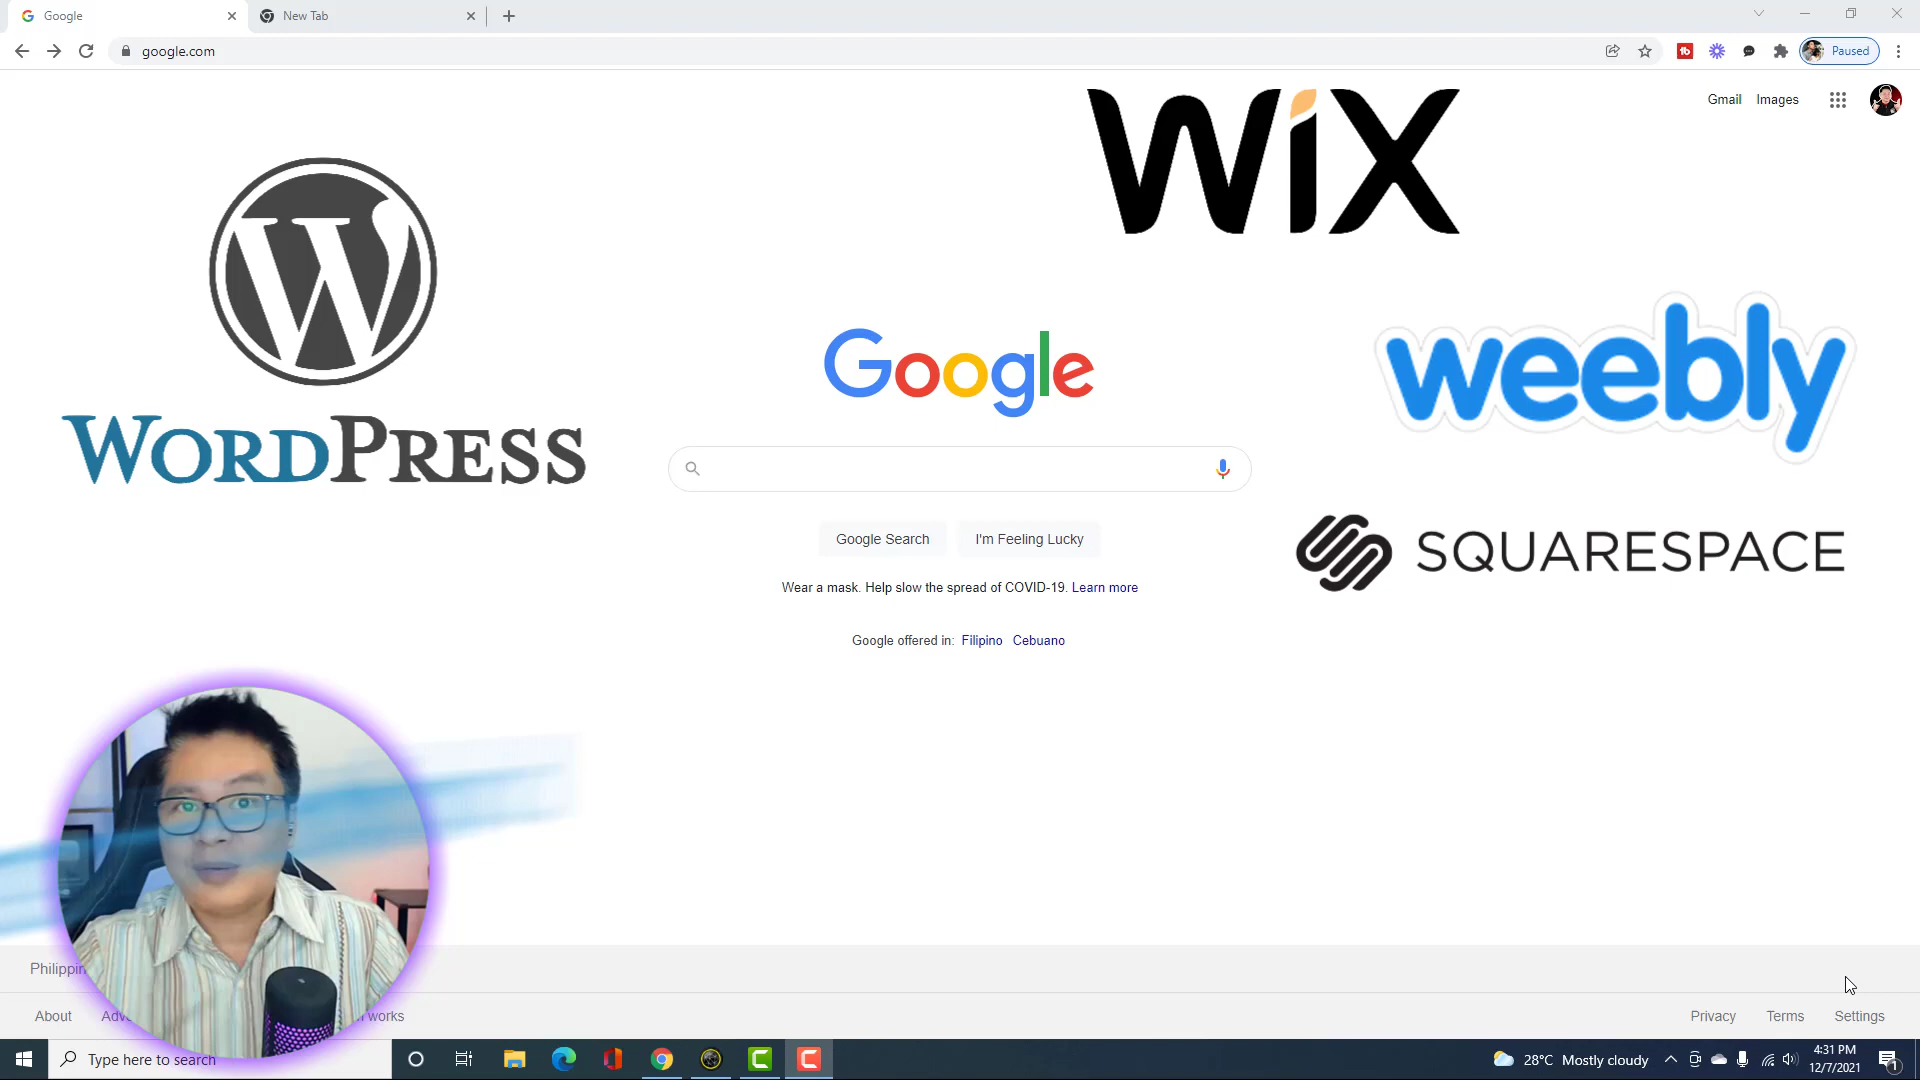 Google
New Tab
google.com
Paused
Gmail Images
WiX
WORDPRESS
Google
weebly
SQUARESPACE
Google Search I'm Feeling Lucky
Wear a mask. Help slow the spread of COVID-19. Learn more
Google offered in: Filipino Cebuano
About
works
Privacy Terms Settings
Type here to search
28°C Mostly cloudy
4:31 PM
12/7/2021
1